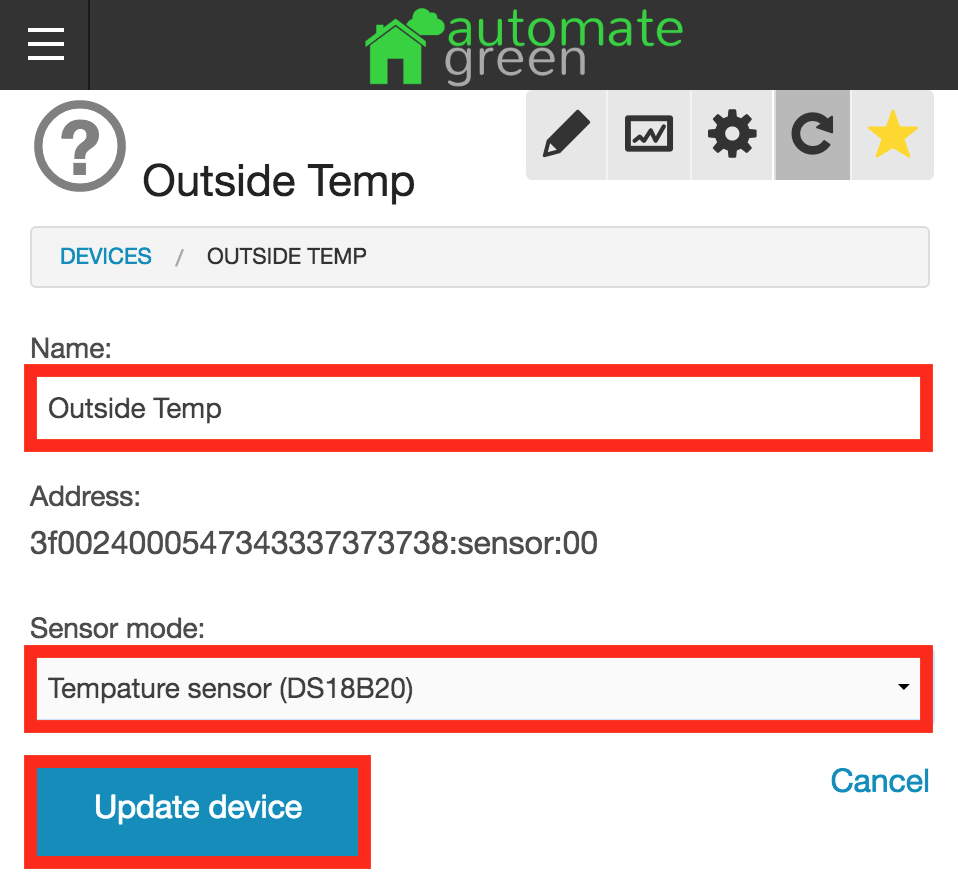 automate
green
?
Outside Temp
DEVICES / OUTSIDE TEMP
Name:
Outside Temp
Address:
3f0024000547343337373738:sensor:00
Sensor mode:
Tempature sensor (DS18B20)
Update device
Cancel